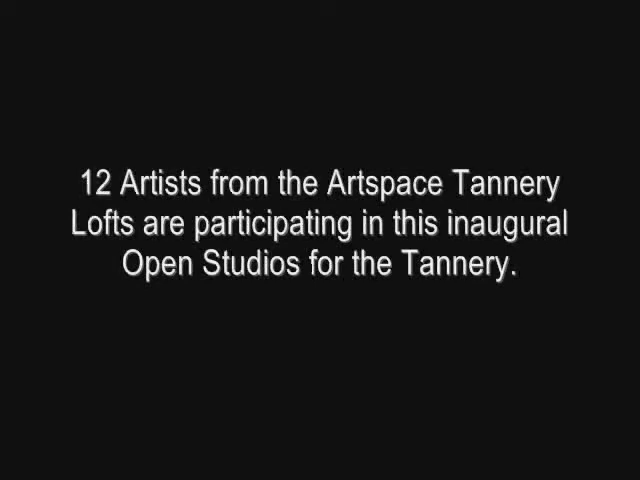 12 Artists from the Artspace Tannery
Lofts are participating in this inaugural
Open Studios for the Tannery.